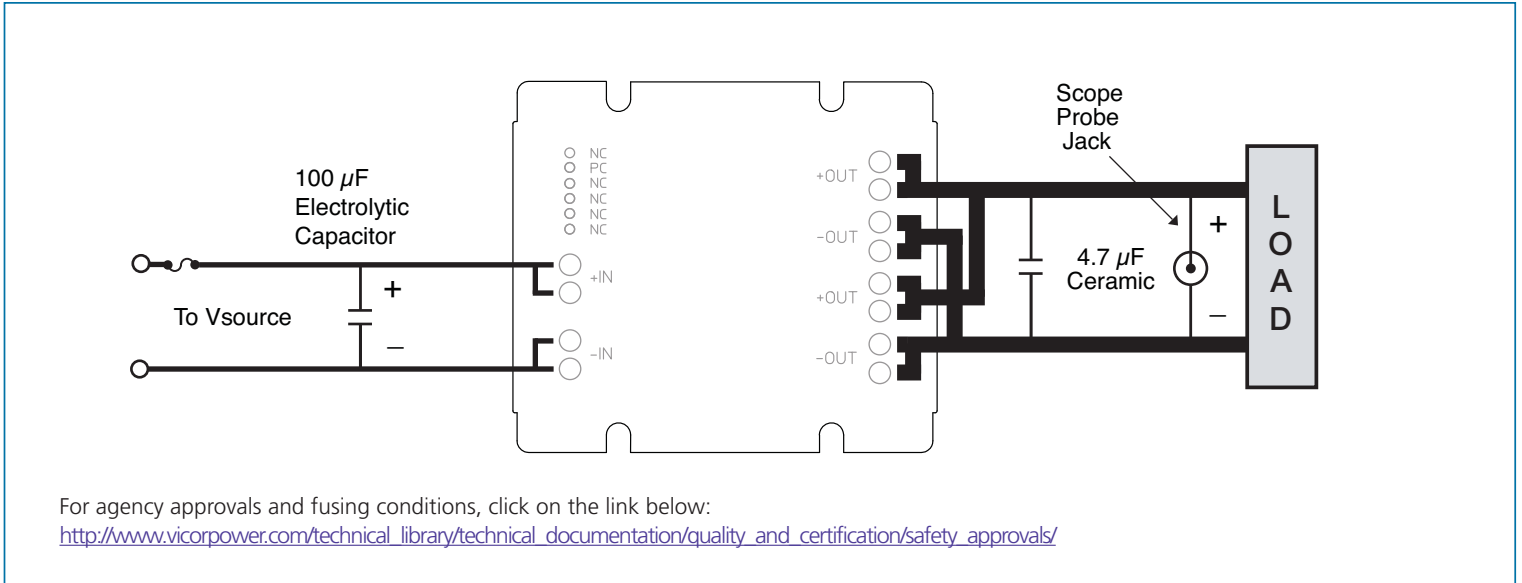 Scope
Probe
Jack
100 µF
Electrolytic
Capacitor
NC
PC
NC
NC
NC
NC
+IN
-IN
+
–
To Vsource
+OUT
-OUT
+OUT
-OUT
4.7 µF
Ceramic
+
–
L
O
A
D
For agency approvals and fusing conditions, click on the link below:
http://www.vicorpower.com/technical_library/technical_documentation/quality_and_certification/safety_approvals/